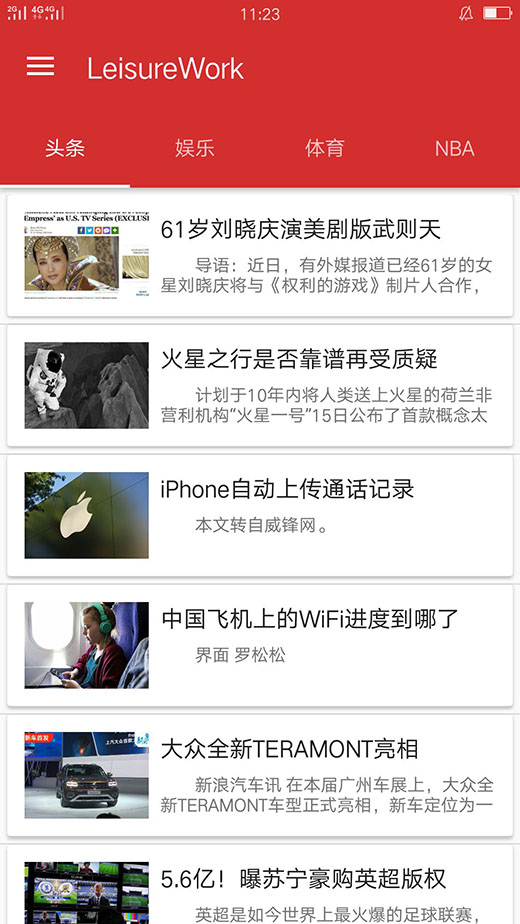 2G 4G 4G 11:23
LeisureWork
头条 娱乐 体育 NBA
Empress' as U.S. TV Series (EXCLUSI
61岁刘晓庆演美剧版武则天
导语：近日，有外媒报道已经61岁的女
星刘晓庆将与《权利的游戏》制片人合作，
火星之行是否靠谱再受质疑
计划于10年内将人类送上火星的荷兰非
营利机构“火星一号”15日公布了首款概念太
iPhone自动上传通话记录
本文转自威锋网。
中国飞机上的WiFi进度到哪了
界面 罗松松
新车首发
上汽大众首款
大众全新TERAMONT亮相
新浪汽车讯 在本届广州车展上，大众全
新TERAMONT车型正式亮相，新车定位为一
5.6亿！曝苏宁豪购英超版权
英超是如今世界上最火爆的足球联赛，